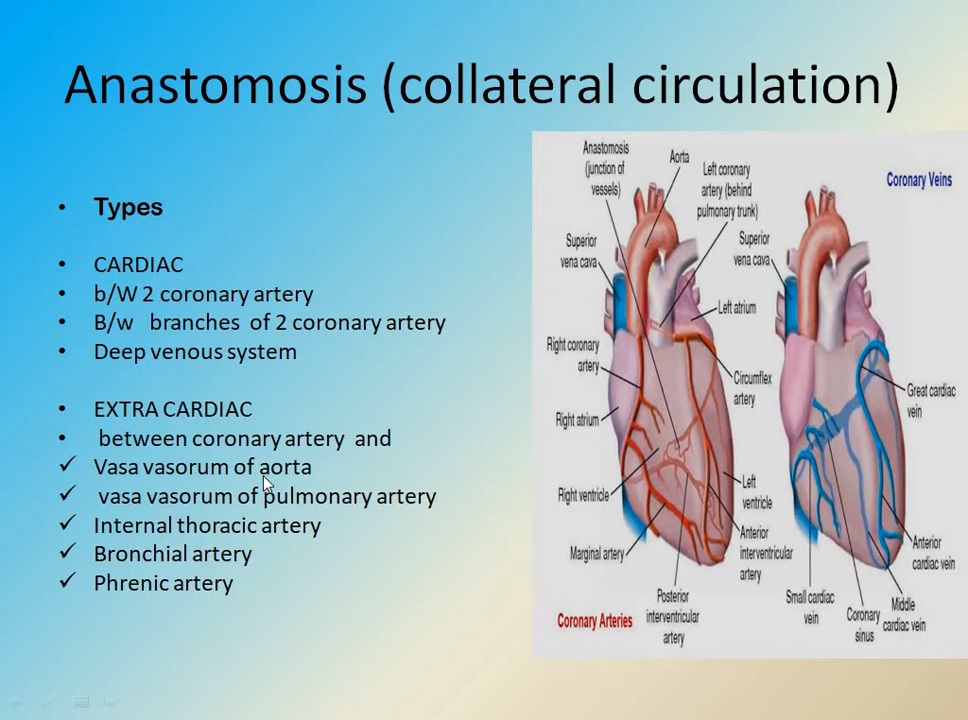 Anastomosis (collateral circulation)
• Types
• CARDIAC
• b/W 2 coronary artery
• B/w branches of 2 coronary artery
• Deep venous system
• EXTRA CARDIAC
• between coronary artery and
✓ Vasa vasorum of aorta
✓ vasa vasorum of pulmonary artery
✓ Internal thoracic artery
✓ Bronchial artery
✓ Phrenic artery
Anastomosis
(junction of
vessels)
Aorta
Left coronary
artery (behind
pulmonary trunk)
Superior
vena cava
Left atrium
Right coronary
artery
Circumflex
artery
Right atrium
Right ventricle
Left
ventricle
Marginal artery
Anterior
interventricular
artery
Posterior
interventricular
artery
Coronary Arteries
Coronary Veins
Superior
vena cava
Great cardiac
vein
Anterior
cardiac vein
Small cardiac
vein
Coronary
sinus
Middle
cardiac vein